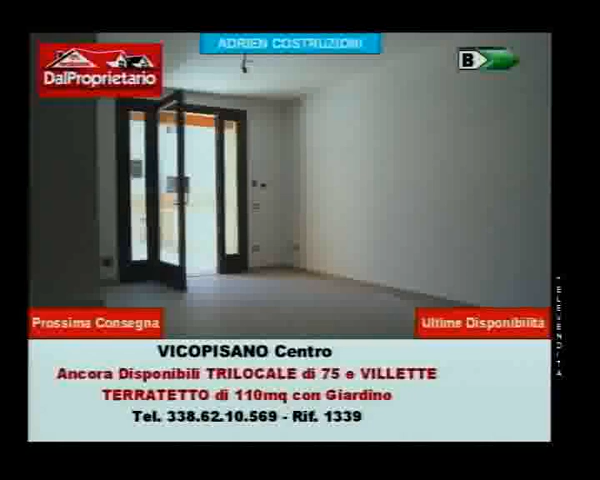 ADRIEN COSTRUZIONI
DalProprietario
B
Prossima Consegna
Ultime Disponibilità
VICOPISANO Centro
Ancora Disponibili TRILOCALE di 75 e VILLETTE
TERRATETTO di 110mq con Giardino
Tel. 338.62.10.569 - Rif. 1339